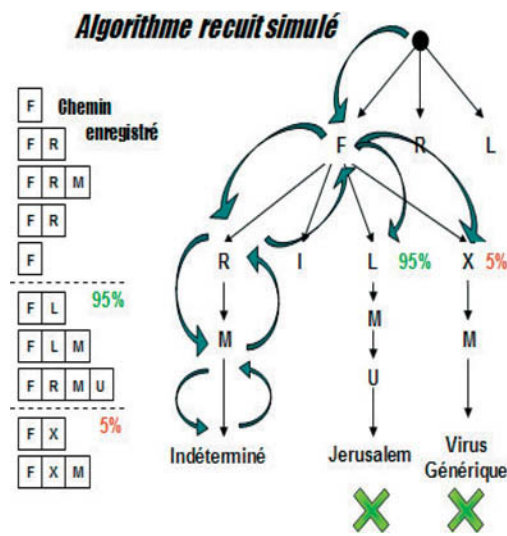 Algorithme recuit simulé
Chemin
enregistré
F
F R
F R M
F R
F
F L 95%
F L M
F R M U
F X 5%
F X M
F R L
R I L 95% X 5%
M M M
U
Indéterminé Jerusalem Virus
Générique